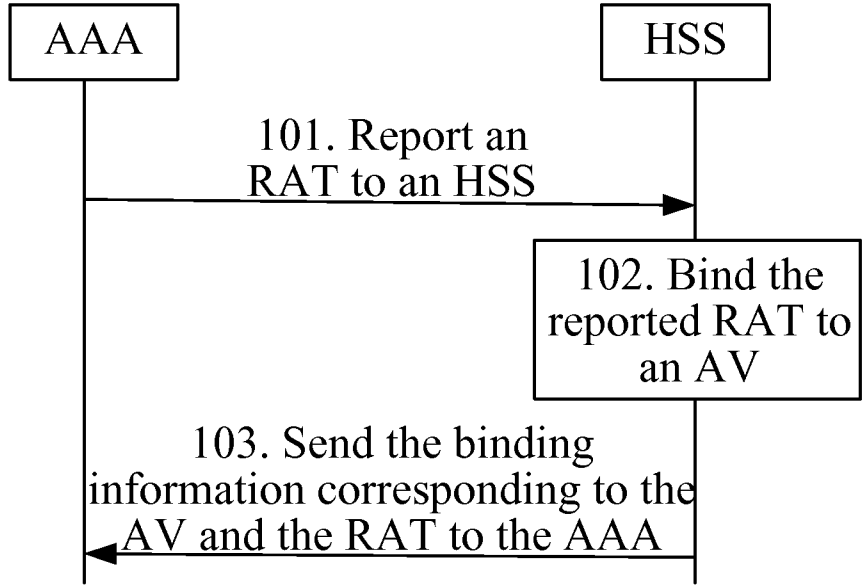 AAA
HSS
101. Report an
RAT to an HSS
102. Bind the
reported RAT to
an AV
103. Send the binding
information corresponding to the
AV and the RAT to the AAA